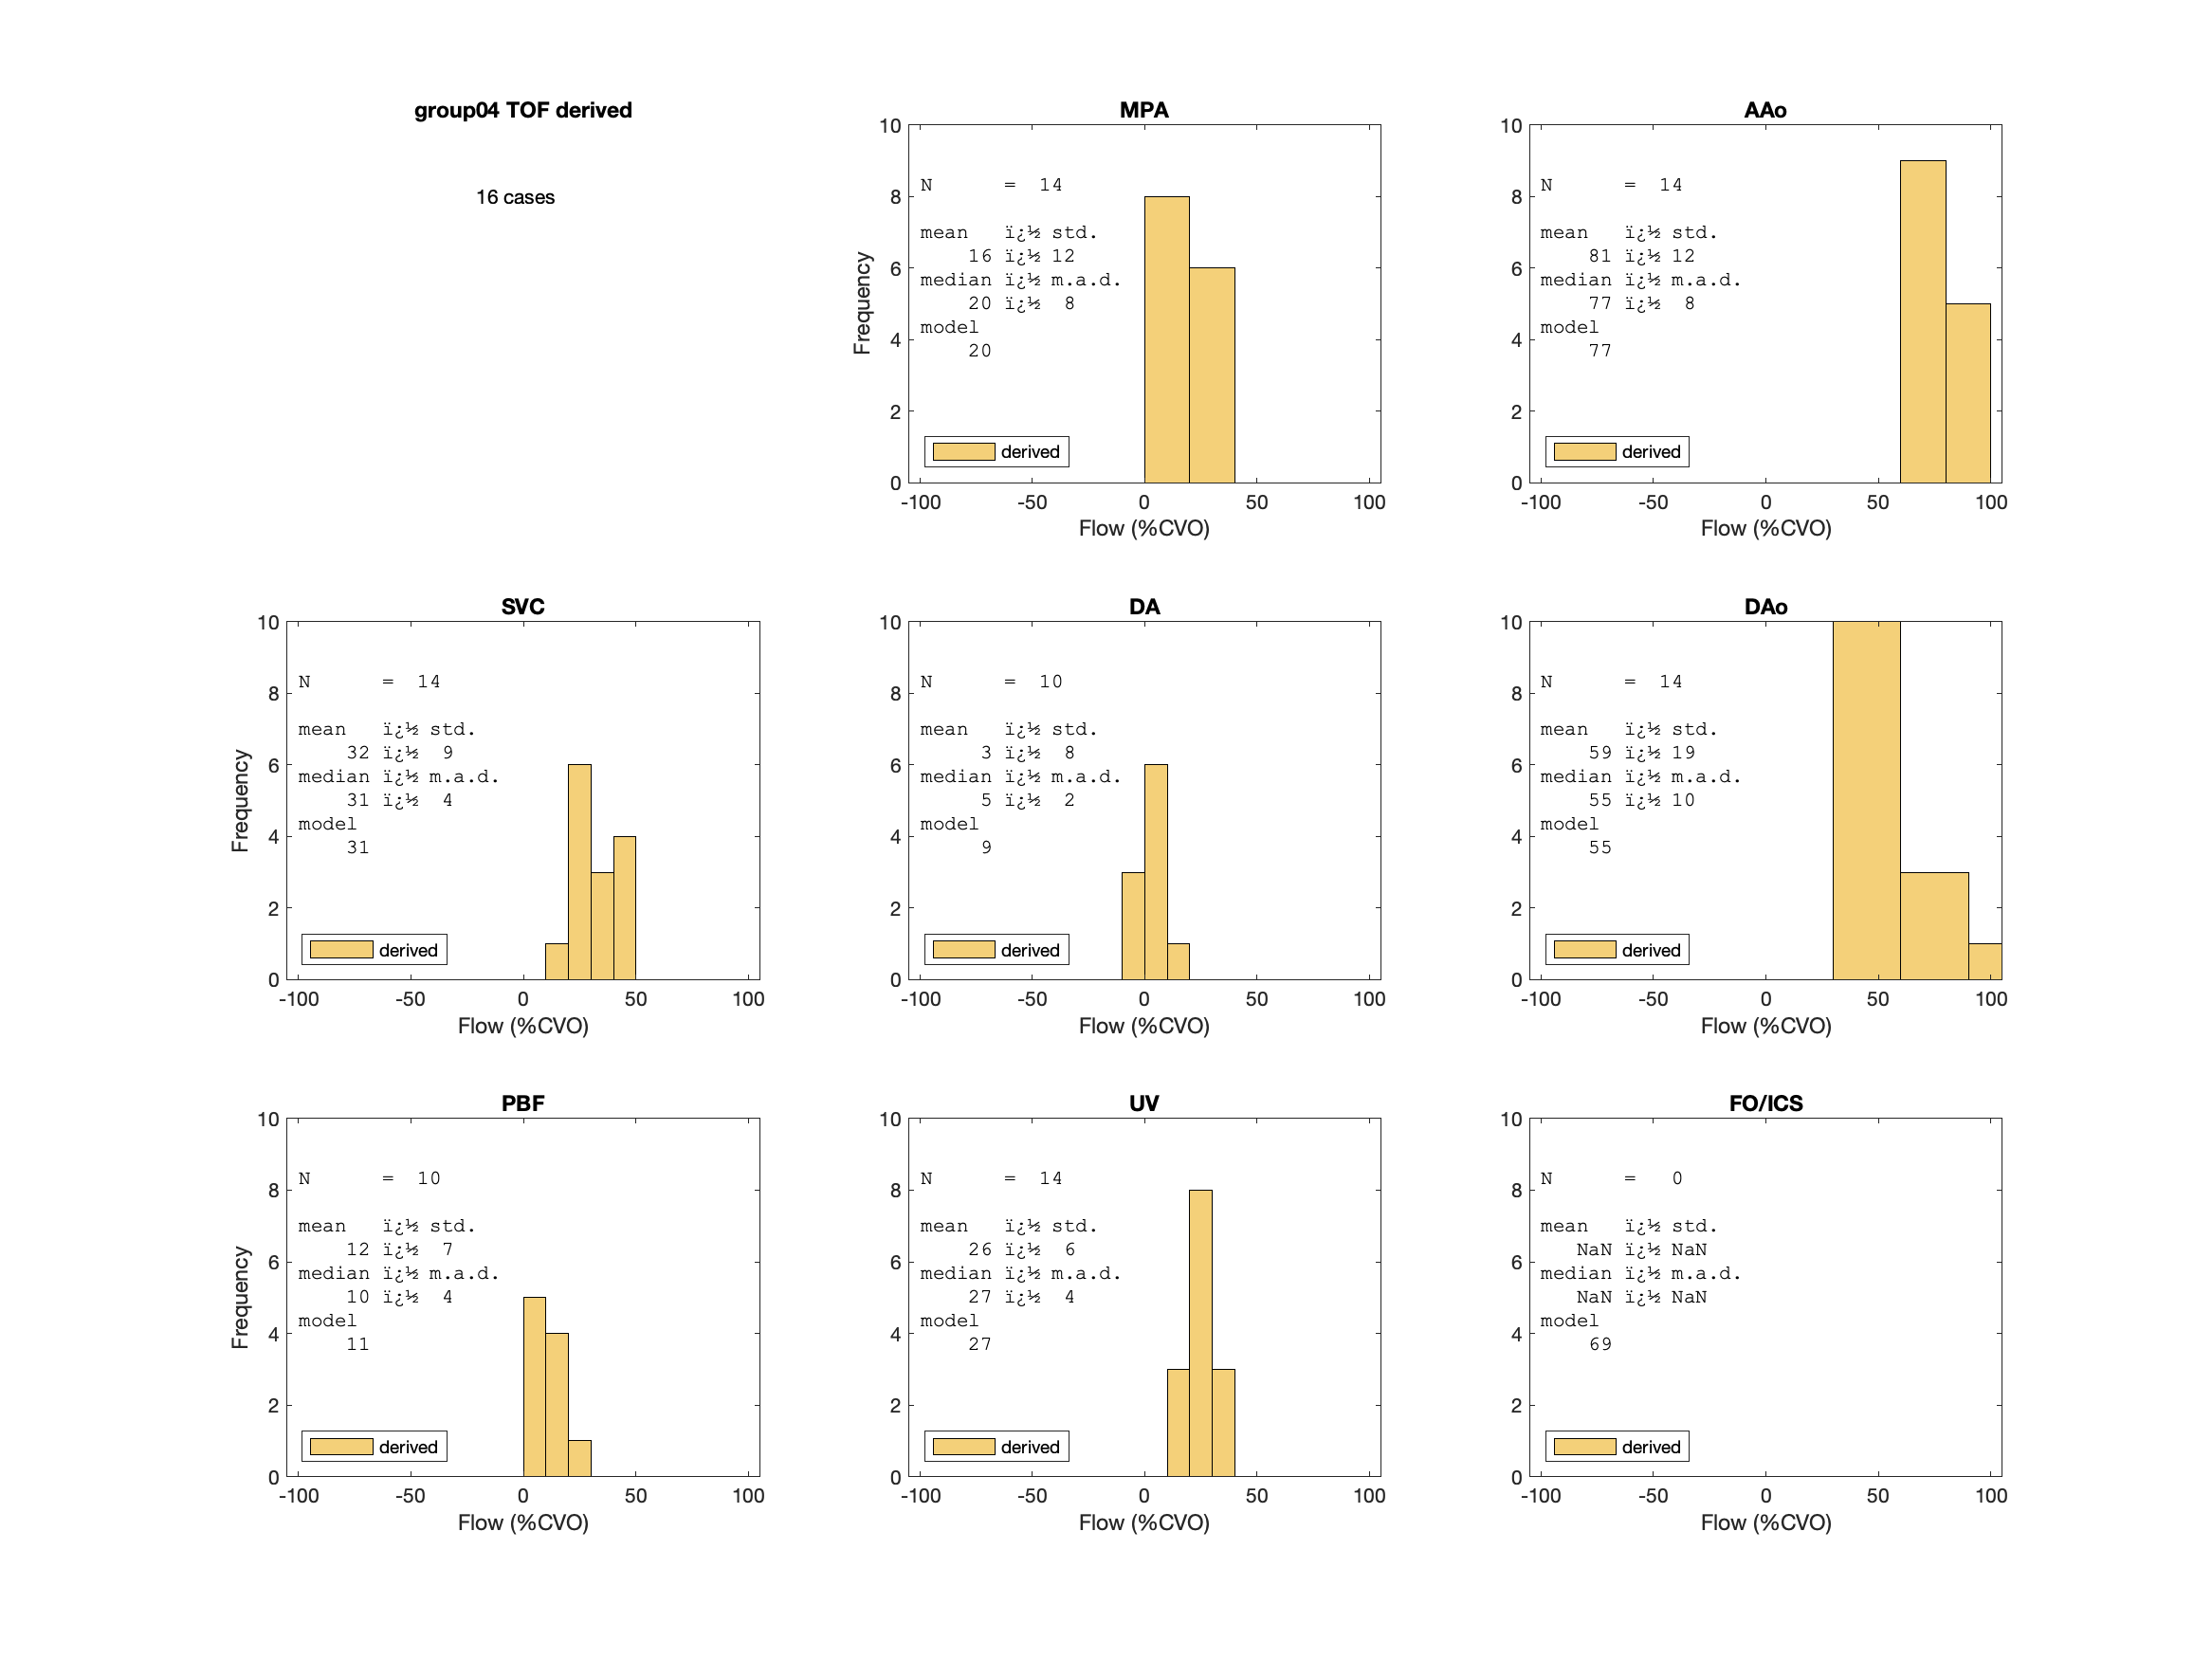 group04 TOF derived
16 cases
MPA
10
8
6
4
2
0
Frequency
N = 14
mean ï¿½ std.
16 ï¿½ 12
median ï¿½ m.a.d.
20 ï¿½ 8
model
20
derived
-100 -50 0 50 100
Flow (%CVO)
AAo
10
8
6
4
2
0
N = 14
mean ï¿½ std.
81 ï¿½ 12
median ï¿½ m.a.d.
77 ï¿½ 8
model
77
derived
-100 -50 0 50 100
Flow (%CVO)
SVC
10
8
6
4
2
0
Frequency
N = 14
mean ï¿½ std.
32 ï¿½ 9
median ï¿½ m.a.d.
31 ï¿½ 4
model
31
derived
-100 -50 0 50 100
Flow (%CVO)
DA
10
8
6
4
2
0
N = 10
mean ï¿½ std.
3 ï¿½ 8
median ï¿½ m.a.d.
5 ï¿½ 2
model
9
derived
-100 -50 0 50 100
Flow (%CVO)
DAo
10
8
6
4
2
0
N = 14
mean ï¿½ std.
59 ï¿½ 19
median ï¿½ m.a.d.
55 ï¿½ 10
model
55
derived
-100 -50 0 50 100
Flow (%CVO)
PBF
10
8
6
4
2
0
Frequency
N = 10
mean ï¿½ std.
12 ï¿½ 7
median ï¿½ m.a.d.
10 ï¿½ 4
model
11
derived
-100 -50 0 50 100
Flow (%CVO)
UV
10
8
6
4
2
0
N = 14
mean ï¿½ std.
26 ï¿½ 6
median ï¿½ m.a.d.
27 ï¿½ 4
model
27
derived
-100 -50 0 50 100
Flow (%CVO)
FO/ICS
10
8
6
4
2
0
N = 0
mean ï¿½ std.
NaN ï¿½ NaN
median ï¿½ m.a.d.
NaN ï¿½ NaN
model
69
derived
-100 -50 0 50 100
Flow (%CVO)